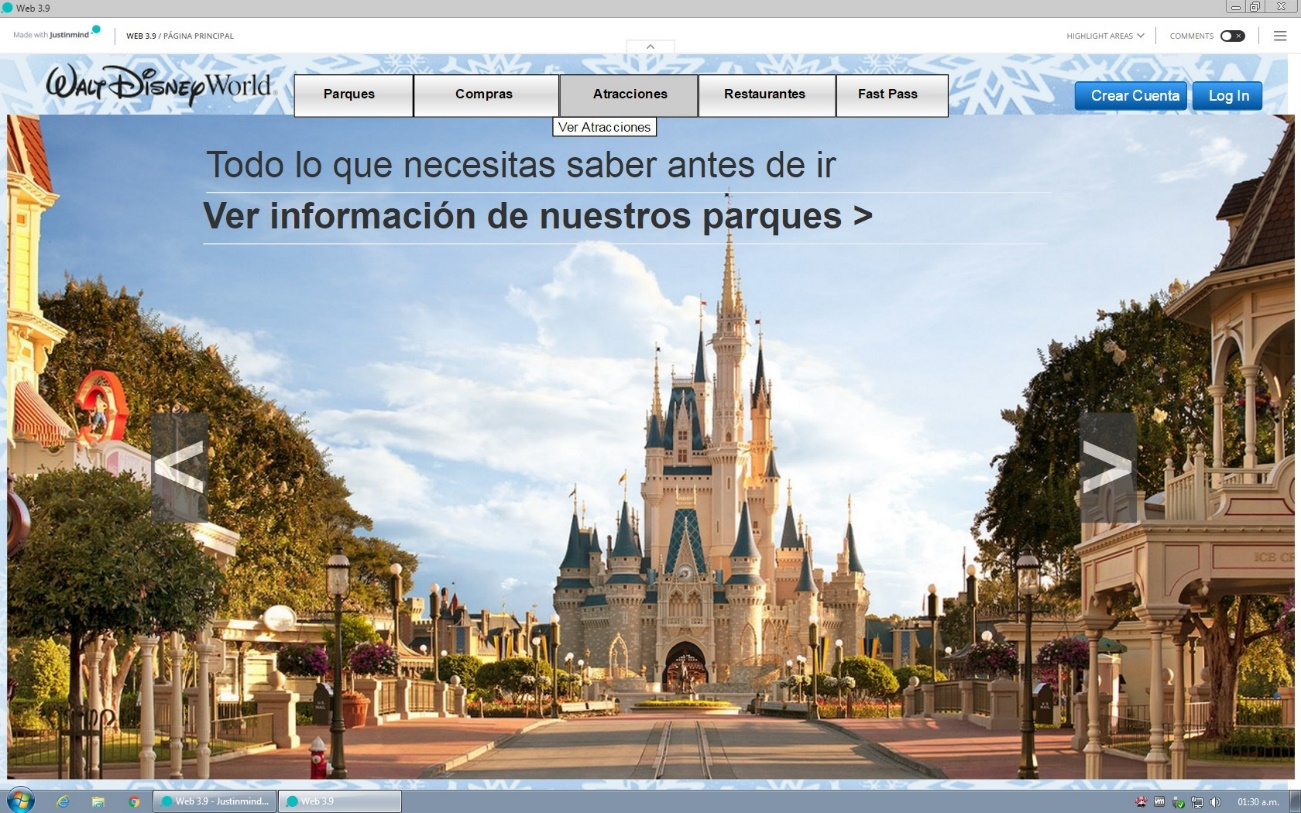 Web 3.9
Made with Justinmind
WEB 3.9 / PÁGINA PRINCIPAL
HIGHLIGHT AREAS
COMMENTS
Walt Disney World
Parques
Compras
Atracciones
Restaurantes
Fast Pass
Crear Cuenta
Log In
Ver Atracciones
Todo lo que necesitas saber antes de ir
Ver información de nuestros parques >
<
>
ICE
Web 3.9 - Justinmind...
Web 3.9
01:30 a.m.